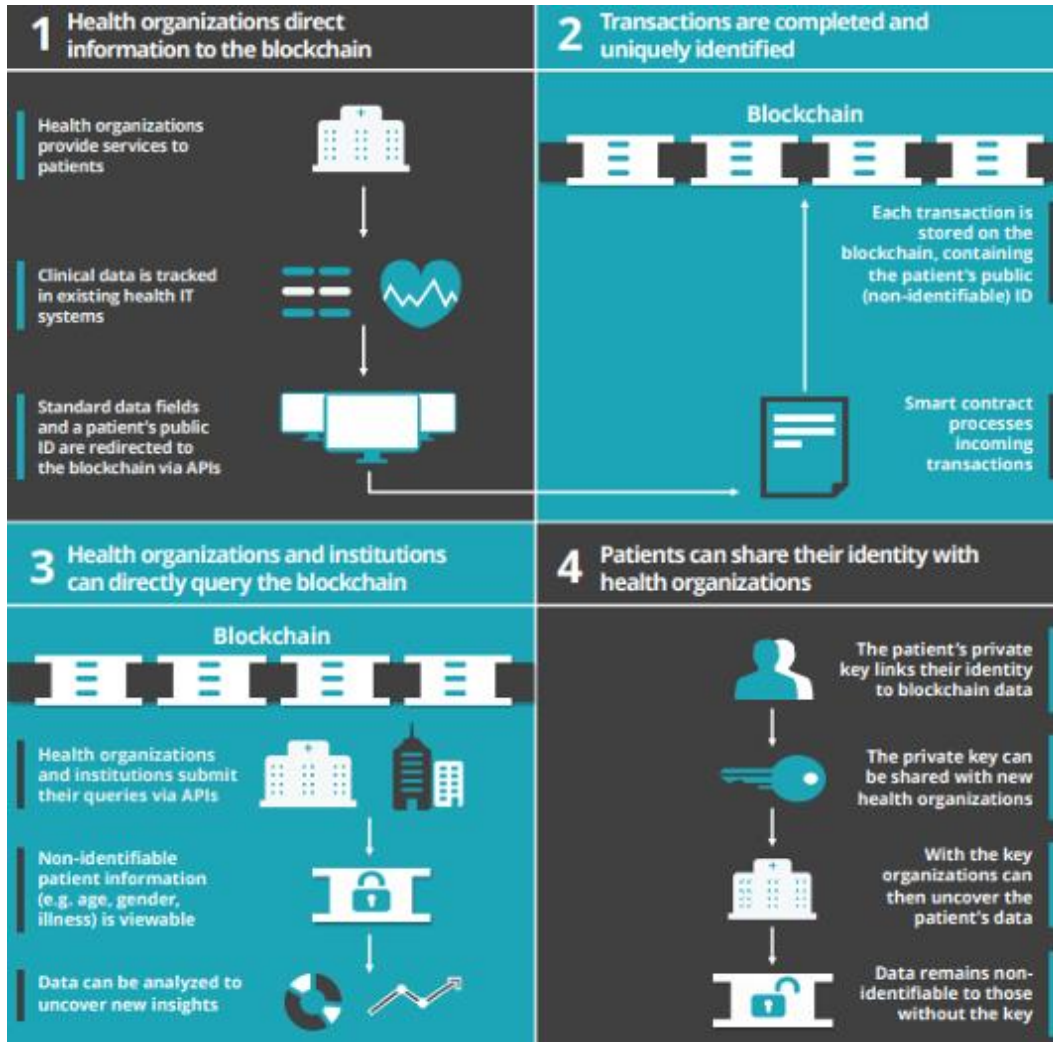 1 Health organizations direct
information to the blockchain
Health organizations
provide services to
patients
Clinical data is tracked
in existing health IT
systems
Standard data fields
and a patient's public
ID are redirected to
the blockchain via APIs
2 Transactions are completed and
uniquely identified
Blockchain
Each transaction is
stored on the
blockchain, containing
the patient's public
(non-identifiable) ID
Smart contract
processes
incoming
transactions
3 Health organizations and institutions
can directly query the blockchain
Blockchain
Health organizations
and institutions submit
their queries via APIs
Non-identifiable
patient information
(e.g. age, gender,
illness) is viewable
Data can be analyzed to
uncover new insights
4 Patients can share their identity with
health organizations
The patient's private
key links their identity
to blockchain data
The private key can
be shared with new
health organizations
With the key
organizations can
then uncover the
patient's data
Data remains non-
identifiable to those
without the key